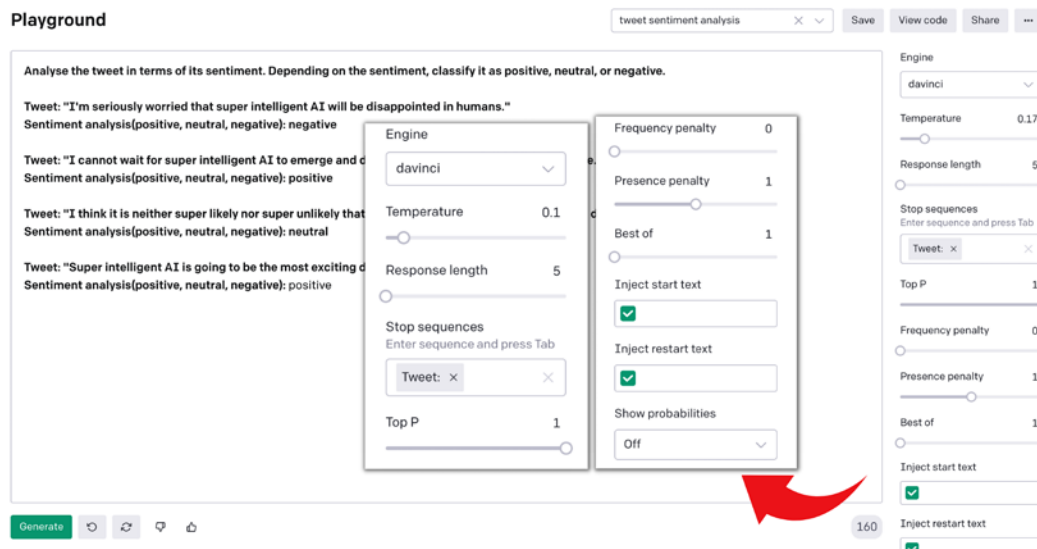 Playground
tweet sentiment analysis
Save
View code
Share
Analyse the tweet in terms of its sentiment. Depending on the sentiment, classify it as positive, neutral, or negative.
Tweet: "I'm seriously worried that super intelligent AI will be disappointed in humans."
Sentiment analysis(positive, neutral, negative): negative
Tweet: "I cannot wait for super intelligent AI to emerge and
Sentiment analysis(positive, neutral, negative): positive
Tweet: "I think it is neither super likely nor super unlikely that
Sentiment analysis(positive, neutral, negative): neutral
Tweet: "Super intelligent AI is going to be the most exciting
Sentiment analysis(positive, neutral, negative): positive
Engine
davinci
Temperature 0.1
Response length 5
Stop sequences
Enter sequence and press Tab
Tweet: ×
Top P 1
Frequency penalty 0
Presence penalty 1
Best of 1
Inject start text
Inject restart text
Show probabilities
Off
Engine
davinci
Temperature 0.17
Response length 5
Stop sequences
Enter sequence and press Tab
Tweet: ×
Top P 1
Frequency penalty 0
Presence penalty 1
Best of 1
Inject start text
Inject restart text
Generate
160